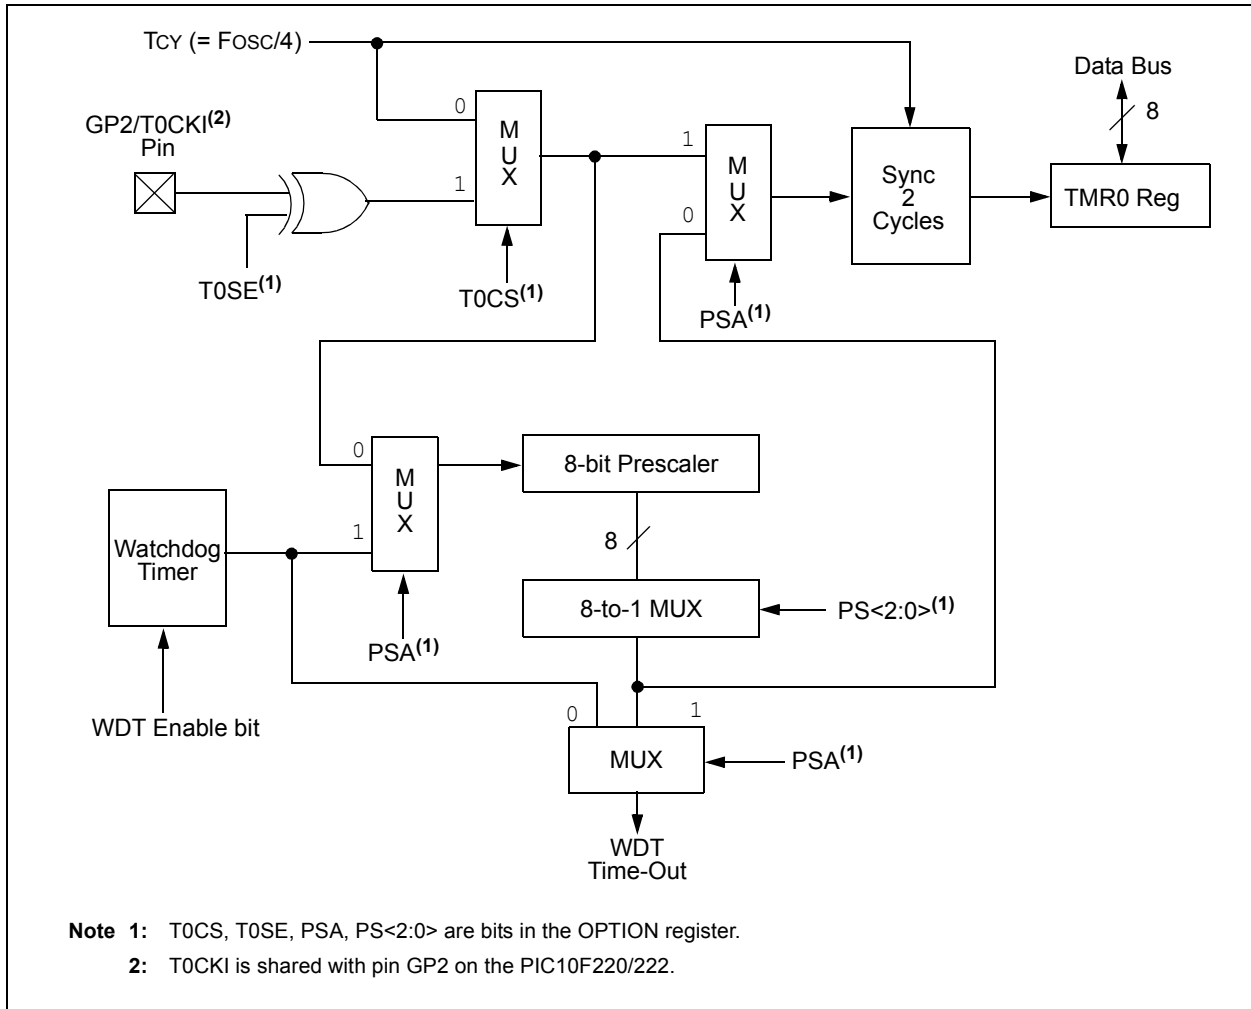 TCY (= FOSC/4)
Data Bus
8
GP2/T0CKI(2)
Pin
0
MUX
1
T0SE(1)
T0CS(1)
1
MUX
0
PSA(1)
Sync
2
Cycles
TMR0 Reg
0
MUX
1
8-bit Prescaler
Watchdog
Timer
8
8-to-1 MUX
PS<2:0>(1)
PSA(1)
WDT Enable bit
0
1
MUX
PSA(1)
WDT
Time-Out
Note 1: T0CS, T0SE, PSA, PS<2:0> are bits in the OPTION register.
2: T0CKI is shared with pin GP2 on the PIC10F220/222.